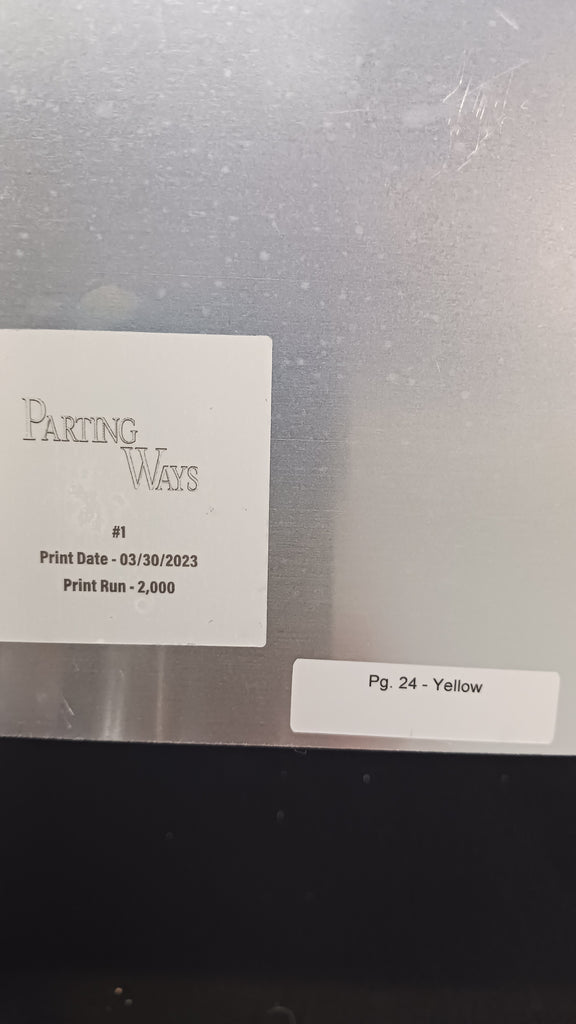 PARTING
WAYS
#1
Print Date - 03/30/2023
Print Run - 2,000
Pg. 24 - Yellow